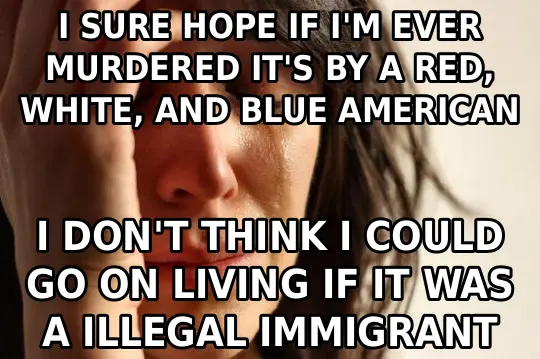 I SURE HOPE IF I'M EVER
MURDERED IT'S BY A RED,
WHITE, AND BLUE AMERICAN
I DON'T THINK I COULD
GO ON LIVING IF IT WAS
A ILLEGAL IMMIGRANT